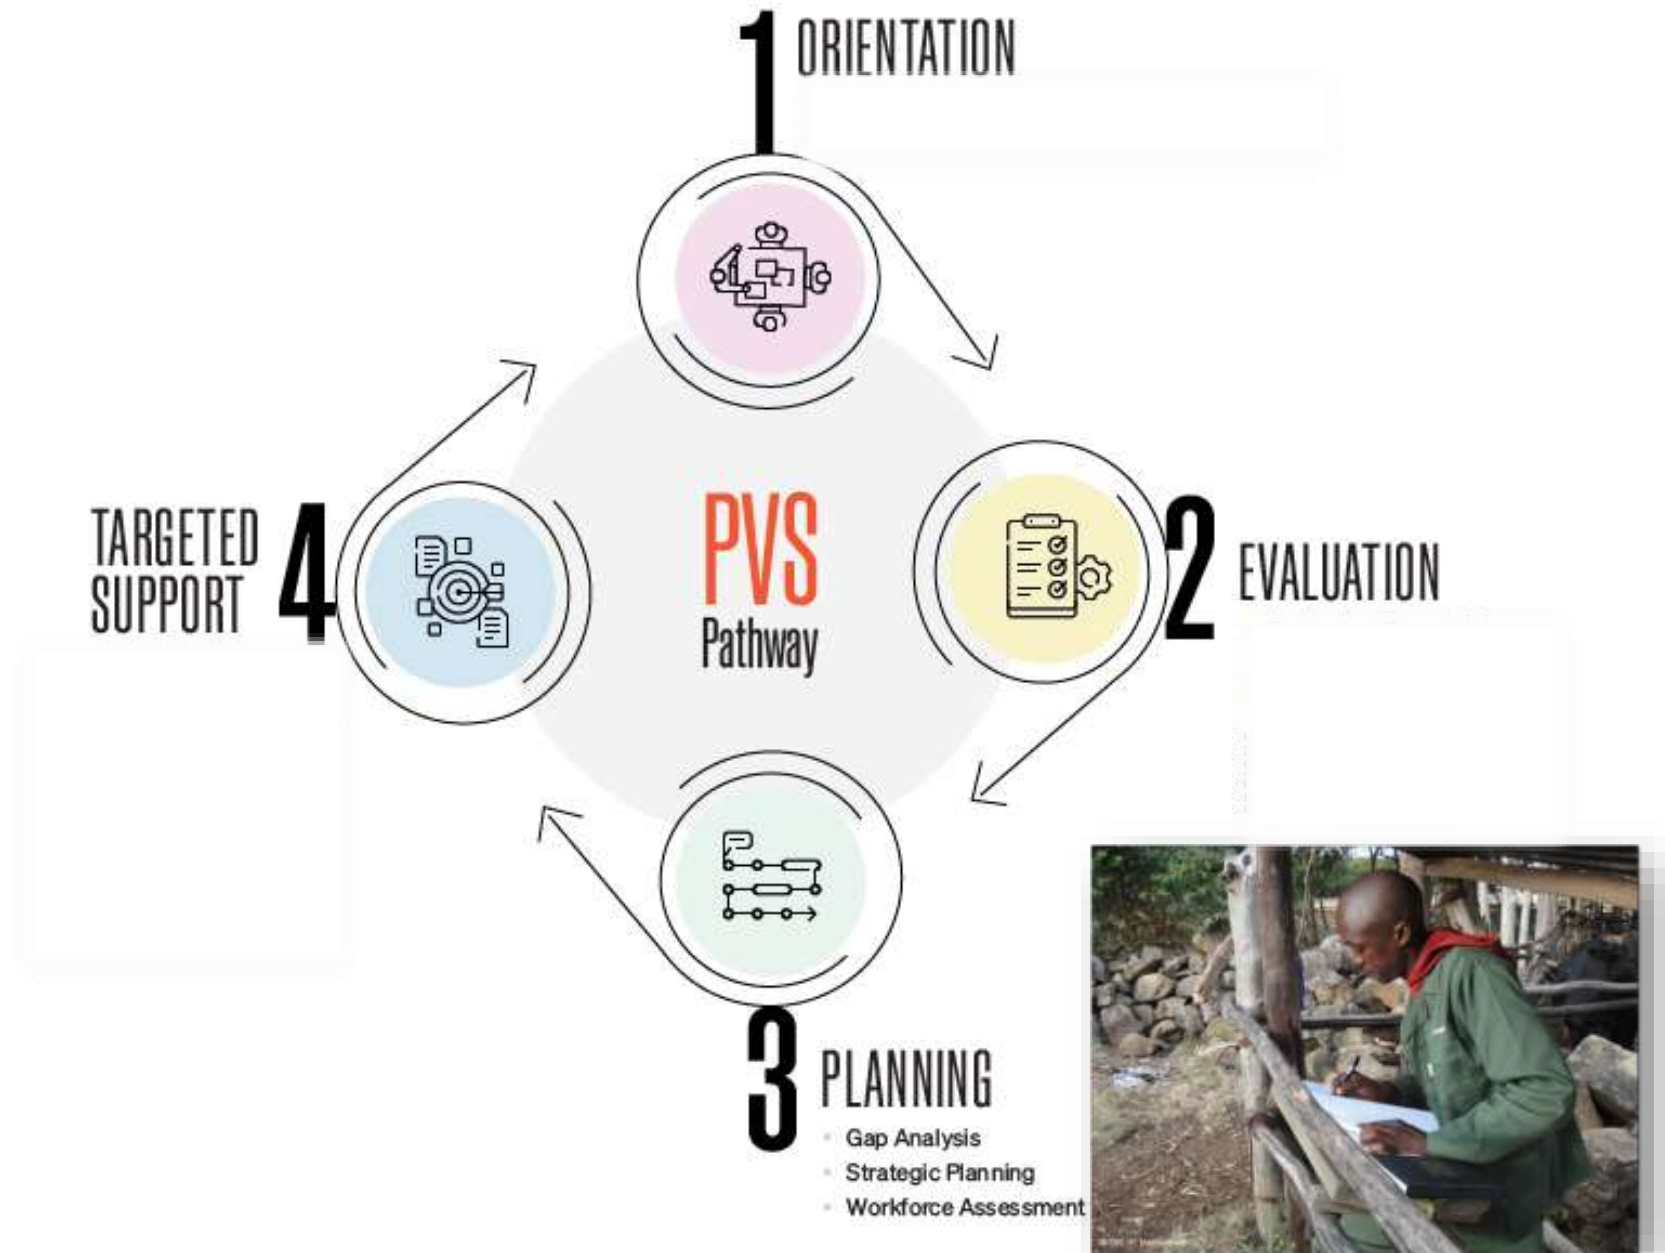 1 ORIENTATION
PVS
Pathway
2 EVALUATION
3 PLANNING
Gap Analysis
Strategic Planning
Workforce Assessment
TARGETED
SUPPORT 4